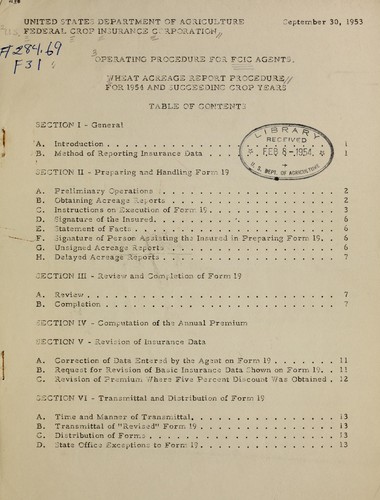 UNITED STATES DEPARTMENT OF AGRICULTURE September 30, 1953
FEDERAL CROP INSURANCE CORPORATION
A284.69
F31
OPERATING PROCEDURE FOR FCIC AGENTS.
WHEAT ACREAGE REPORT PROCEDURE
FOR 1954 AND SUCCEEDING CROP YEARS
TABLE OF CONTENTS
SECTION I - General
LIBRARY
RECEIVED
FEB 8 - 1954
U. S. DEPT. OF AGRICULTURE
A. Introduction . . . . . . . . . . . . . . . . . 1
B. Method of Reporting Insurance Data . . . . 1
SECTION II - Preparing and Handling Form 19
A. Preliminary Operations . . . . . . . . . . . . . . . . . 2
B. Obtaining Acreage Reports . . . . . . . . . . . . . . . . 2
C. Instructions on Execution of Form 19 . . . . . . . . . . . 3
D. Signature of the Insured . . . . . . . . . . . . . . . . . 6
E. Statement of Facts . . . . . . . . . . . . . . . . . . . 6
F. Signature of Person Assisting the Insured in Preparing Form 19. . 6
G. Unsigned Acreage Reports . . . . . . . . . . . . . . . . 6
H. Delayed Acreage Reports . . . . . . . . . . . . . . . . . 7
SECTION III - Review and Completion of Form 19
A. Review . . . . . . . . . . . . . . . . . . . . . . . . . 7
B. Completion . . . . . . . . . . . . . . . . . . . . . . . 7
SECTION IV - Computation of the Annual Premium
SECTION V - Revision of Insurance Data
A. Correction of Data Entered by the Agent on Form 19 . . . . . . . 11
B. Request for Revision of Basic Insurance Data Shown on Form 19. . 11
C. Revision of Premium Where Five Percent Discount Was Obtained . 12
SECTION VI - Transmittal and Distribution of Form 19
A. Time and Manner of Transmittal. . . . . . . . . . . . . . . 13
B. Transmittal of "Revised" Form 19 . . . . . . . . . . . . . . 13
C. Distribution of Forms . . . . . . . . . . . . . . . . . . . 13
D. State Office Exceptions to Form 19 . . . . . . . . . . . . . 13